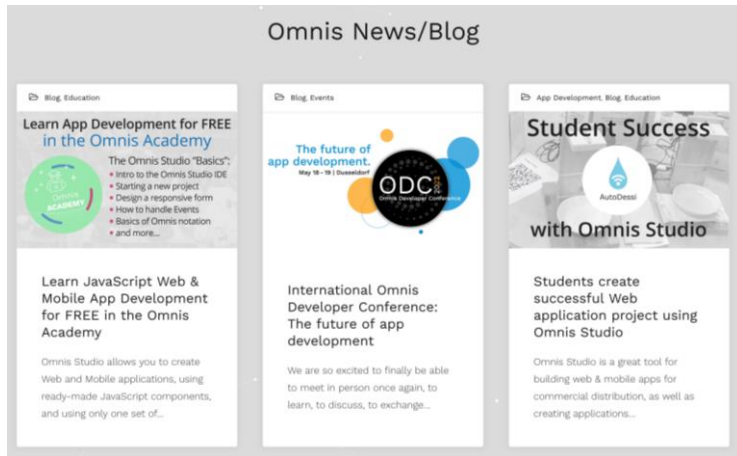 Omnis News/Blog
Blog, Education
Learn App Development for FREE
in the Omnis Academy
The Omnis Studio "Basics":
• Intro to the Omnis Studio IDE
• Starting a new project
• Design a responsive form
• How to handle Events
• Basics of Omnis notation
• and more...
Omnis
ACADEMY
Learn JavaScript Web &
Mobile App Development
for FREE in the Omnis
Academy
Omnis Studio allows you to create
Web and Mobile applications, using
ready-made JavaScript components,
and using only one set of...
Blog, Events
The future of
app development.
May 18 - 19 | Dusseldorf
ODC
Omnis Developer Conference
International Omnis
Developer Conference:
The future of app
development
We are so excited to finally be able
to meet in person once again, to
learn, to discuss, to exchange...
App Development, Blog, Education
Student Success
AutoDessi
with Omnis Studio
Students create
successful Web
application project using
Omnis Studio
Omnis Studio is a great tool for
building web & mobile apps for
commercial distribution, as well as
creating applications...